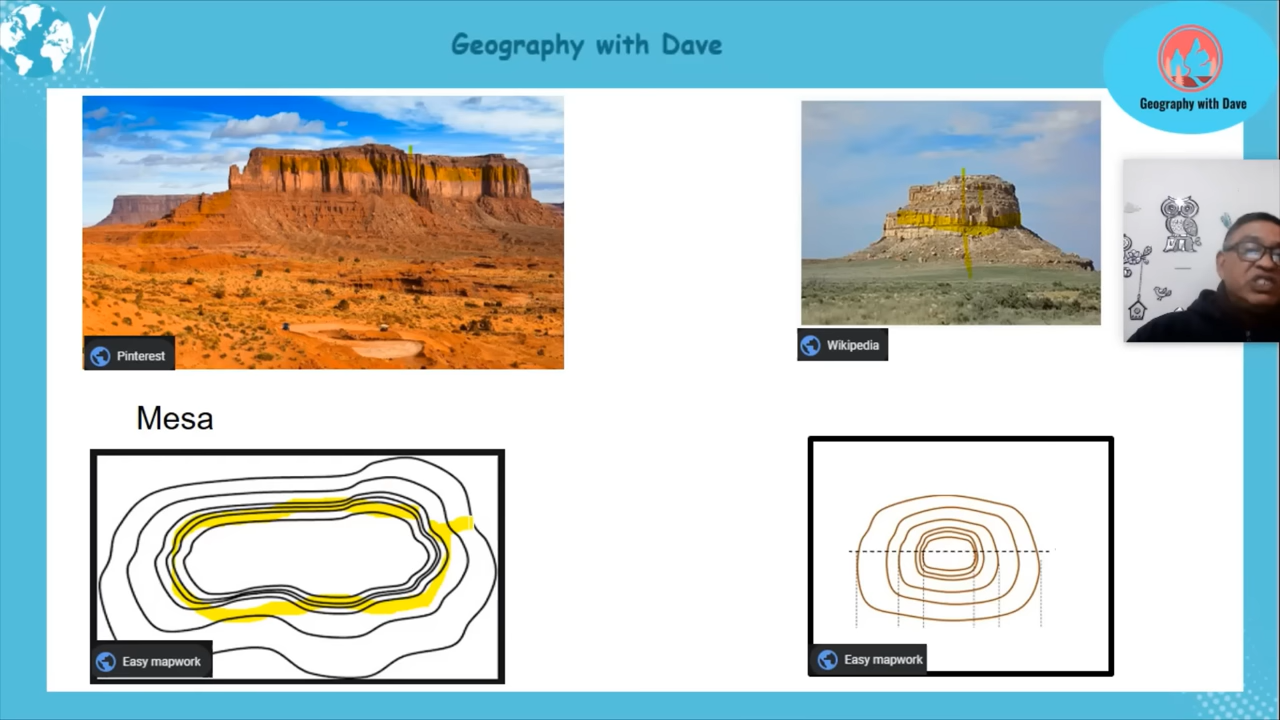 Geography with Dave
Geography with Dave
Pinterest
Wikipedia
Mesa
Easy mapwork
Easy mapwork